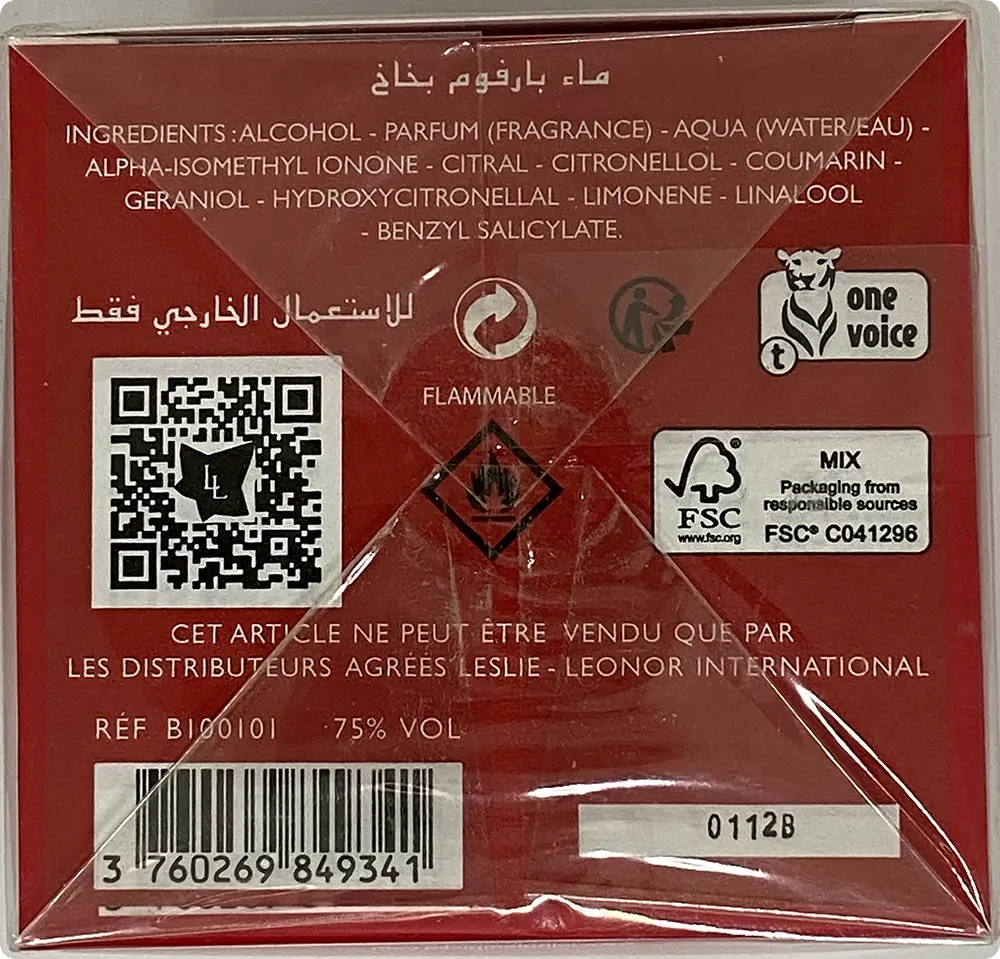 ماء بارفوم بخاخ
INGREDIENTS : ALCOHOL - PARFUM (FRAGRANCE) - AQUA (WATER/EAU) -
ALPHA-ISOMETHYL IONONE - CITRAL - CITRONELLOL - COUMARIN -
GERANIOL - HYDROXYCITRONELLAL - LIMONENE - LINALOOL
- BENZYL SALICYLATE.
للاستعمال الخارجي فقط
one
voice
t
FLAMMABLE
LL
FSC®
www.fsc.org
MIX
Packaging from
responsible sources
FSC® C041296
CET ARTICLE NE PEUT ÊTRE VENDU QUE PAR
LES DISTRIBUTEURS AGRÉÉS LESLIE - LEONOR INTERNATIONAL
RÉF B100101 75% VOL
3 760269 849341
0112B